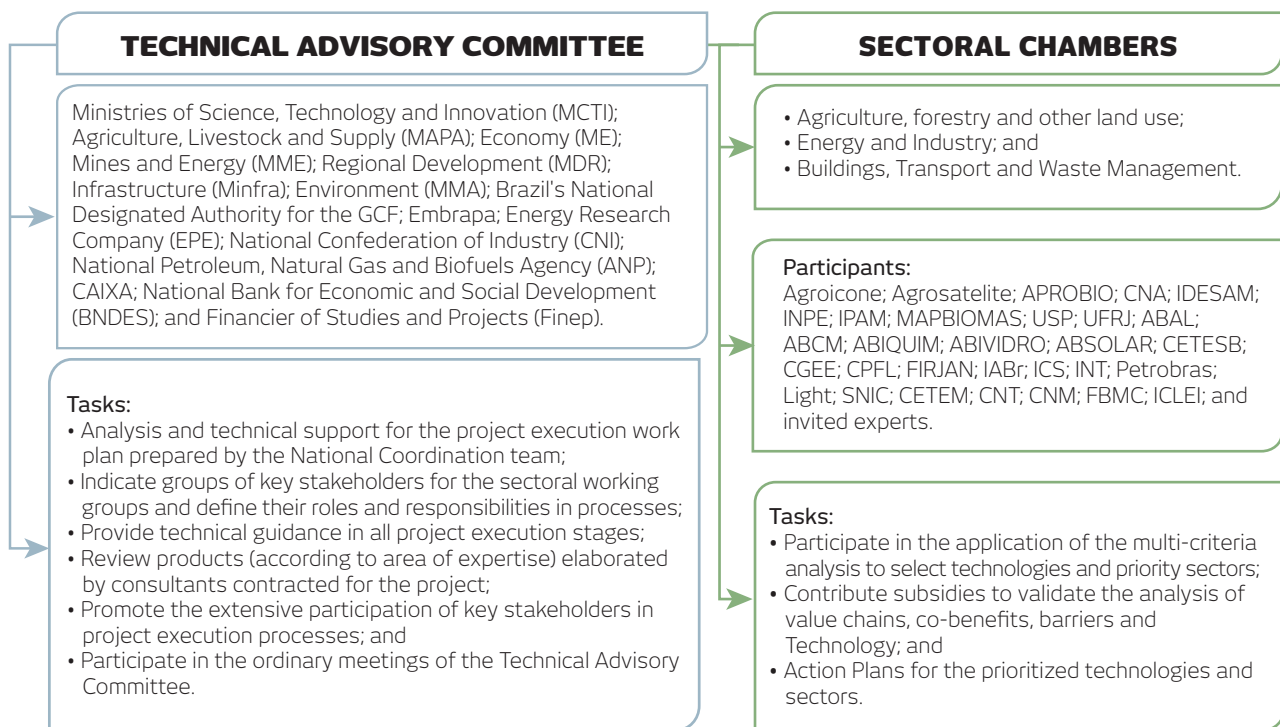 TECHNICAL ADVISORY COMMITTEE
Ministries of Science, Technology and Innovation (MCTI);
Agriculture, Livestock and Supply (MAPA); Economy (ME);
Mines and Energy (MME); Regional Development (MDR);
Infrastructure (Minfra); Environment (MMA); Brazil's National
Designated Authority for the GCF; Embrapa; Energy Research
Company (EPE); National Confederation of Industry (CNI);
National Petroleum, Natural Gas and Biofuels Agency (ANP);
CAIXA; National Bank for Economic and Social Development
(BNDES); and Financier of Studies and Projects (Finep).
Tasks:
• Analysis and technical support for the project execution work
plan prepared by the National Coordination team;
• Indicate groups of key stakeholders for the sectoral working
groups and define their roles and responsibilities in processes;
• Provide technical guidance in all project execution stages;
• Review products (according to area of expertise) elaborated
by consultants contracted for the project;
• Promote the extensive participation of key stakeholders in
project execution processes; and
• Participate in the ordinary meetings of the Technical Advisory
Committee.
SECTORAL CHAMBERS
• Agriculture, forestry and other land use;
• Energy and Industry; and
• Buildings, Transport and Waste Management.
Participants:
Agroicone; Agrosatelite; APROBIO; CNA; IDESAM;
INPE; IPAM; MAPBIOMAS; USP; UFRJ; ABAL;
ABCM; ABIQUIM; ABIVIDRO; ABSOLAR; CETESB;
CGEE; CPFL; FIRJAN; IABr; ICS; INT; Petrobras;
Light; SNIC; CETEM; CNT; CNM; FBMC; ICLEI; and
invited experts.
Tasks:
• Participate in the application of the multi-criteria
analysis to select technologies and priority sectors;
• Contribute subsidies to validate the analysis of
value chains, co-benefits, barriers and
Technology; and
• Action Plans for the prioritized technologies and
sectors.